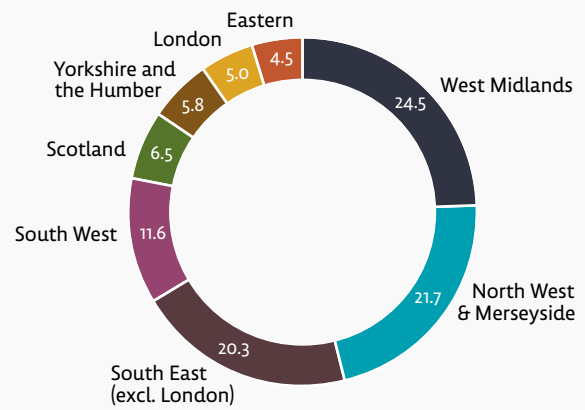 Eastern
4.5
London
5.0
Yorkshire and
the Humber
5.8
West Midlands
24.5
Scotland
6.5
South West
11.6
North West
& Merseyside
21.7
South East
(excl. London)
20.3